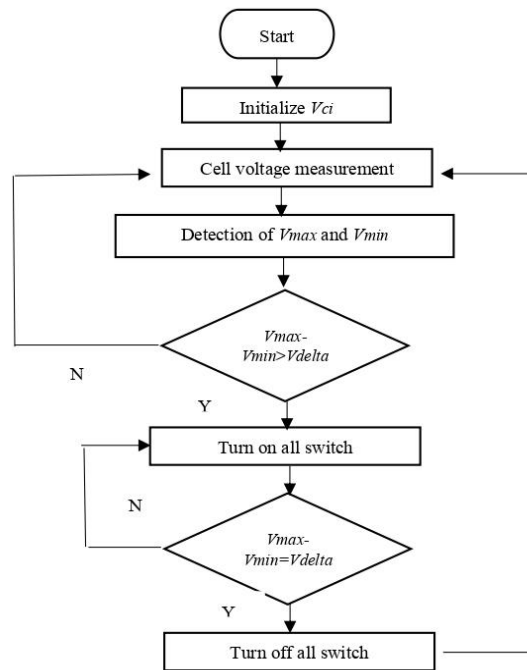 Start
Initialize Vci
Cell voltage measurement
Detection of Vmax and Vmin
Vmax-
Vmin>Vdelta
N
Y
Turn on all switch
N
Vmax-
Vmin=Vdelta
Y
Turn off all switch